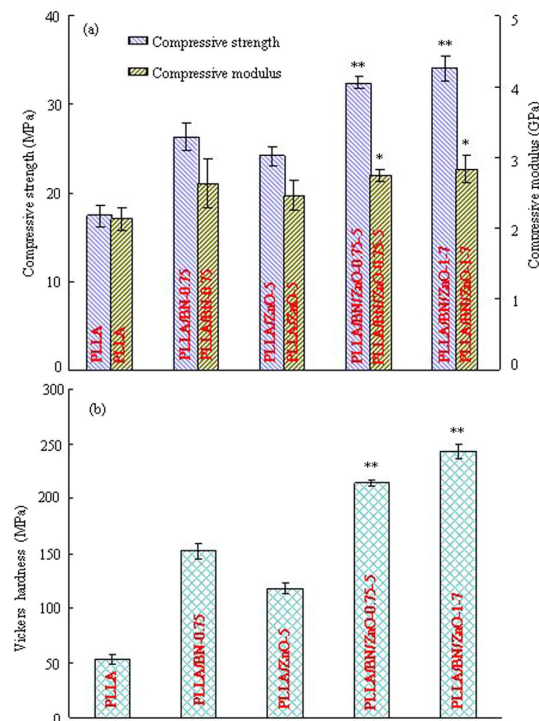 (a)
Compressive strength
Compressive modulus
Compressive strength (MPa)
40
30
20
10
0
Compressive modulus (GPa)
5
4
3
2
1
0
**
**
*
*
PLLA
PLLA
PLLA/BN-0.75
PLLA/BN-0.75
PLLA/ZnO-5
PLLA/ZnO-5
PLLA/BN/ZnO-0.75-5
PLLA/BN/ZnO-0.75-5
PLLA/BN/ZnO-1-7
PLLA/BN/ZnO-1-7
(b)
Vickers hardness (MPa)
300
250
200
150
100
50
0
**
**
PLLA
PLLA/BN-0.75
PLLA/ZnO-5
PLLA/BN/ZnO-0.75-5
PLLA/BN/ZnO-1-7